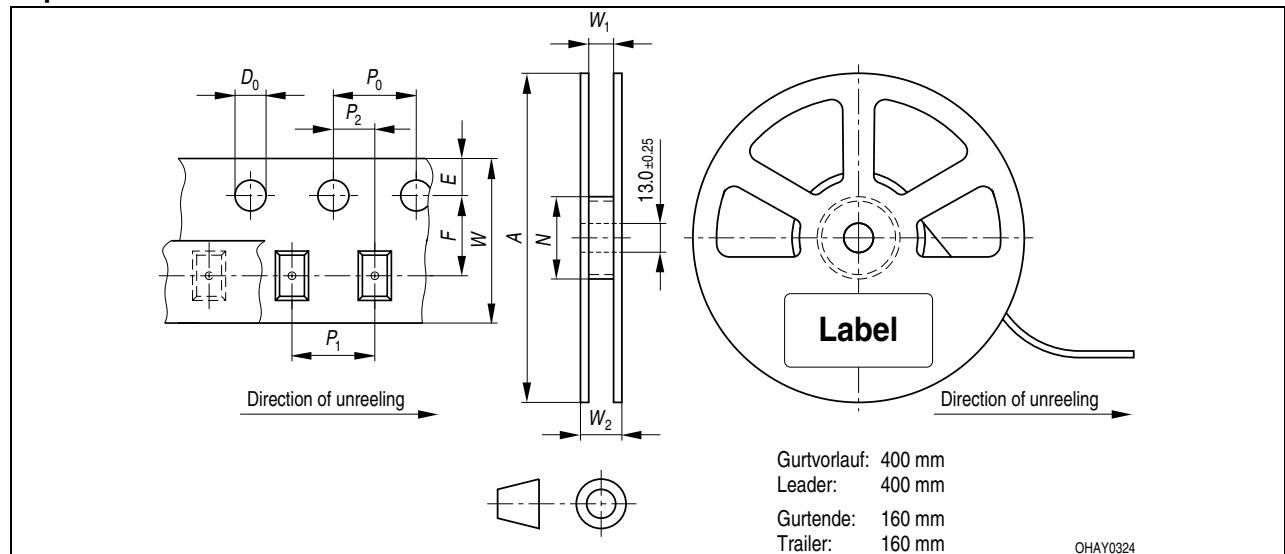 W1
D0
P0
P2
E
F
W
A
N
13.0±0.25
P1
Label
Direction of unreeling
W2
Direction of unreeling
Gurtvorlauf: 400 mm
Leader: 400 mm
Gurtende: 160 mm
Trailer: 160 mm
OHAY0324